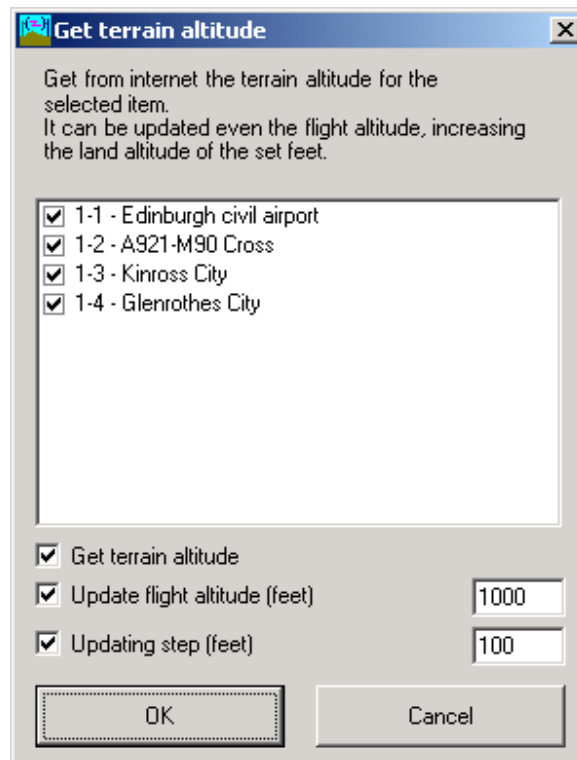 Get terrain altitude
Get from internet the terrain altitude for the
selected item.
It can be updated even the flight altitude, increasing
the land altitude of the set feet.
1-1 - Edinburgh civil airport
1-2 - A921-M90 Cross
1-3 - Kinross City
1-4 - Glenrothes City
Get terrain altitude
Update flight altitude (feet) 1000
Updating step (feet) 100
OK Cancel